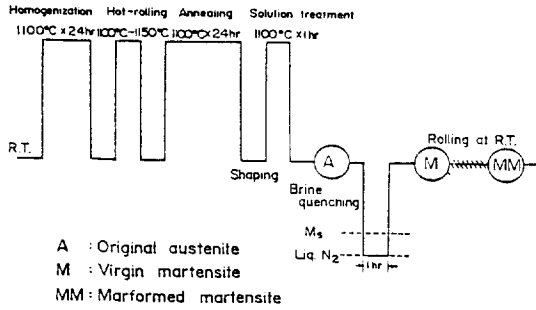 Homogenization Hot-rolling Annealing Solution treatment
1100°C × 24hr 1100°C-1150°C 1100°C × 24hr 1100°C × 1hr
R.T.
Shaping
A
Brine
quenching
Rolling at R.T.
M
MM
Ms
Liq. N2
1hr
A : Original austenite
M : Virgin martensite
MM : Marformed martensite